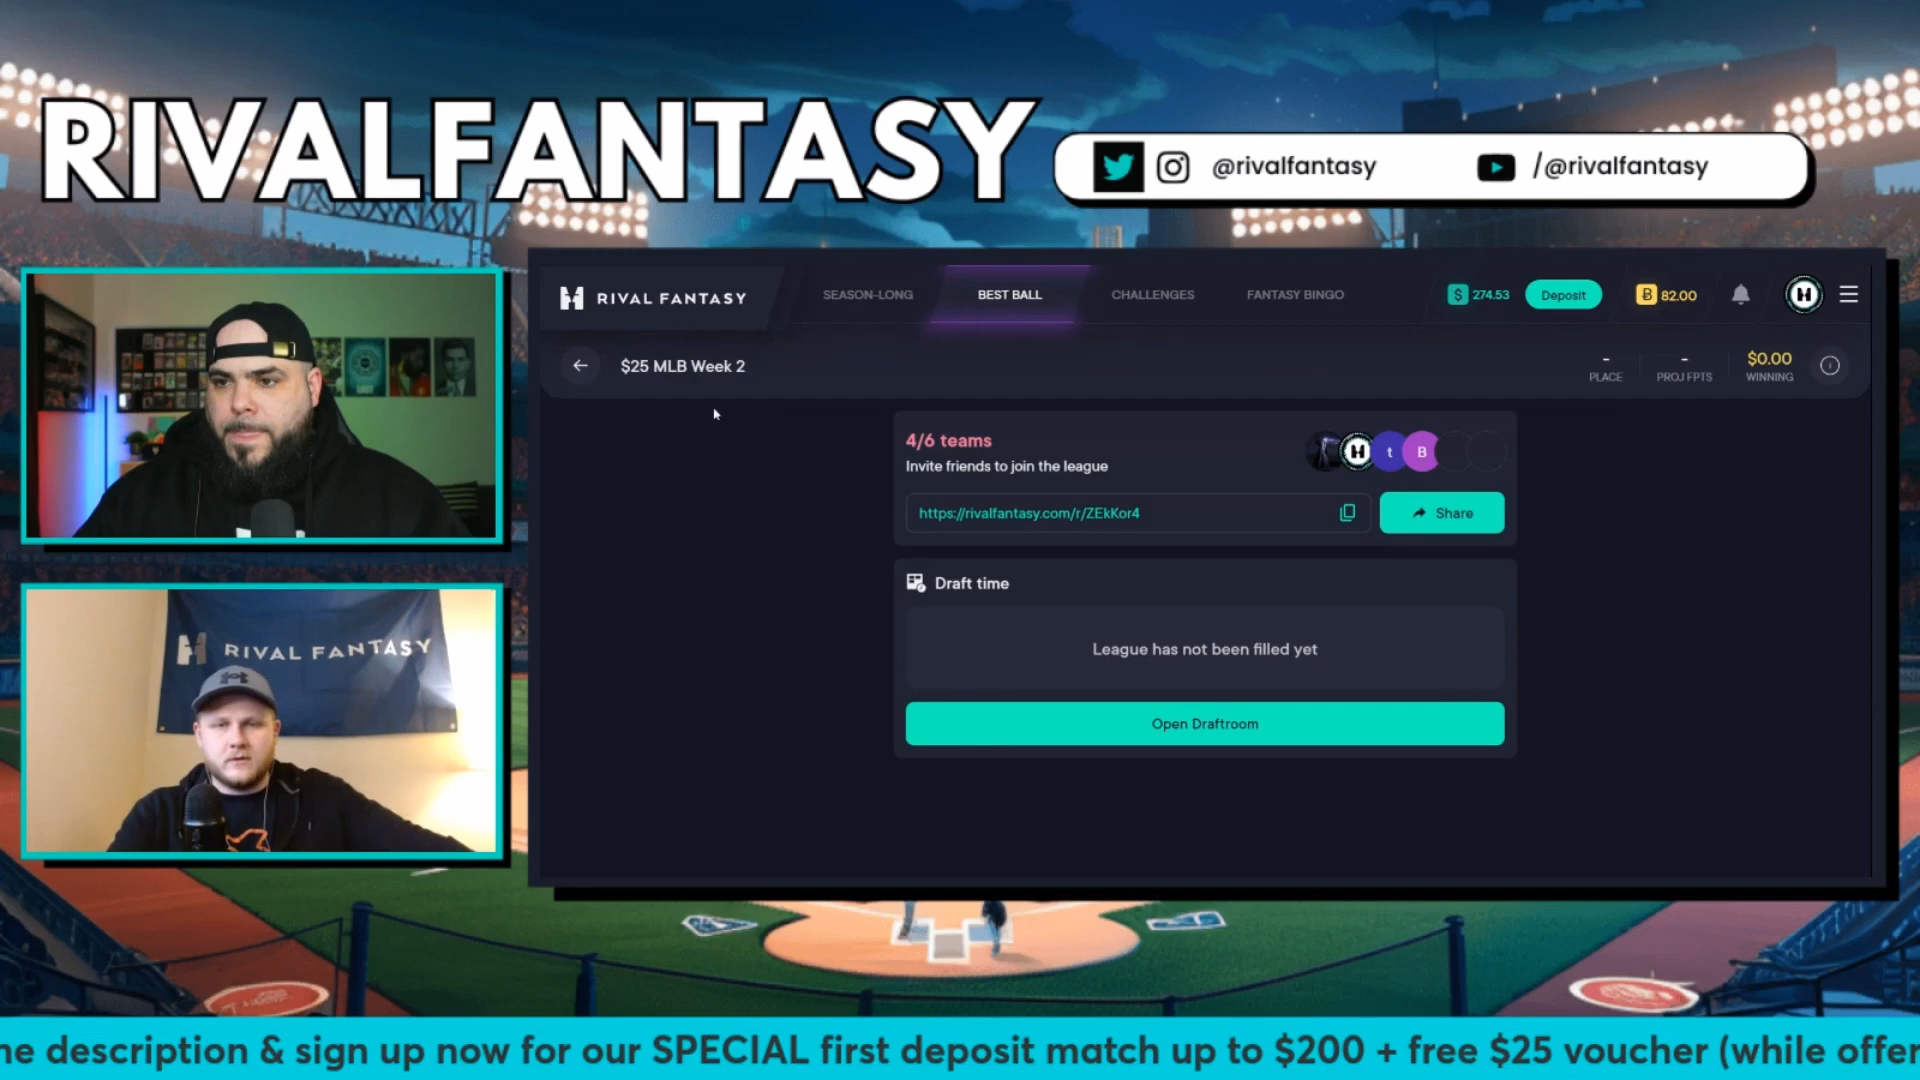 RIVALFANTASY
@rivalfantasy
/@rivalfantasy
RIVAL FANTASY
SEASON-LONG
BEST BALL
CHALLENGES
FANTASY BINGO
$ 274.53
Deposit
B 82.00
$25 MLB Week 2
- PLACE
- PROJ FPTS
$0.00 WINNING
4/6 teams
Invite friends to join the league
t
B
https://rivalfantasy.com/r/ZEkKor4
Share
Draft time
League has not been filled yet
Open Draftroom
RIVAL FANTASY
he description & sign up now for our SPECIAL first deposit match up to $200 + free $25 voucher (while offer